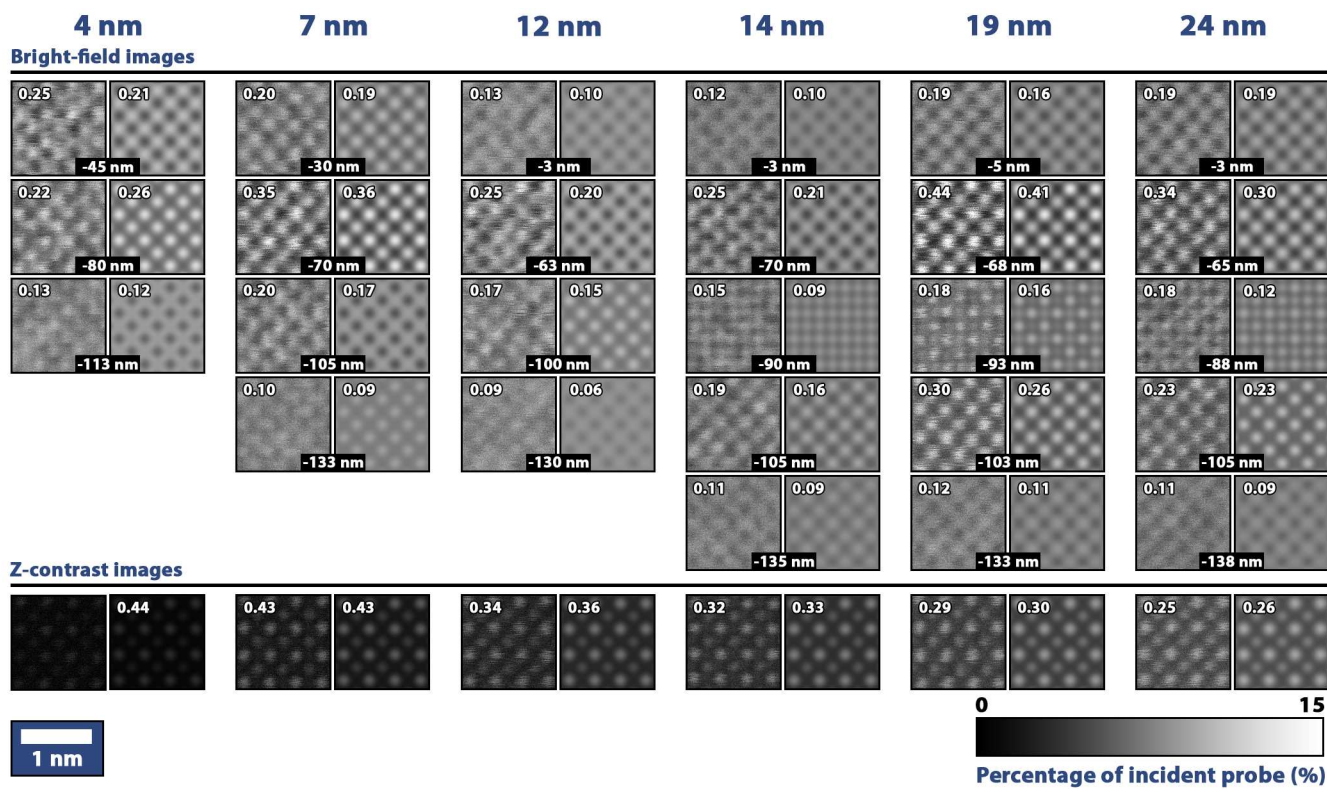 4 nm 7 nm 12 nm 14 nm 19 nm 24 nm
Bright-field images
0.25 0.21 0.20 0.19 0.13 0.10 0.12 0.10 0.19 0.16 0.19 0.19
-45 nm -30 nm -3 nm -3 nm -5 nm -3 nm
0.22 0.26 0.35 0.36 0.25 0.20 0.25 0.21 0.44 0.41 0.34 0.30
-80 nm -70 nm -63 nm -70 nm -68 nm -65 nm
0.13 0.12 0.20 0.17 0.17 0.15 0.15 0.09 0.18 0.16 0.18 0.12
-113 nm -105 nm -100 nm -90 nm -93 nm -88 nm
0.10 0.09 0.09 0.06 0.19 0.16 0.30 0.26 0.23 0.23
-133 nm -130 nm -105 nm -103 nm -105 nm
0.11 0.09 0.12 0.11 0.11 0.09
-135 nm -133 nm -138 nm
Z-contrast images
0.44 0.43 0.43 0.34 0.36 0.32 0.33 0.29 0.30 0.25 0.26
0 15
1 nm
Percentage of incident probe (%)